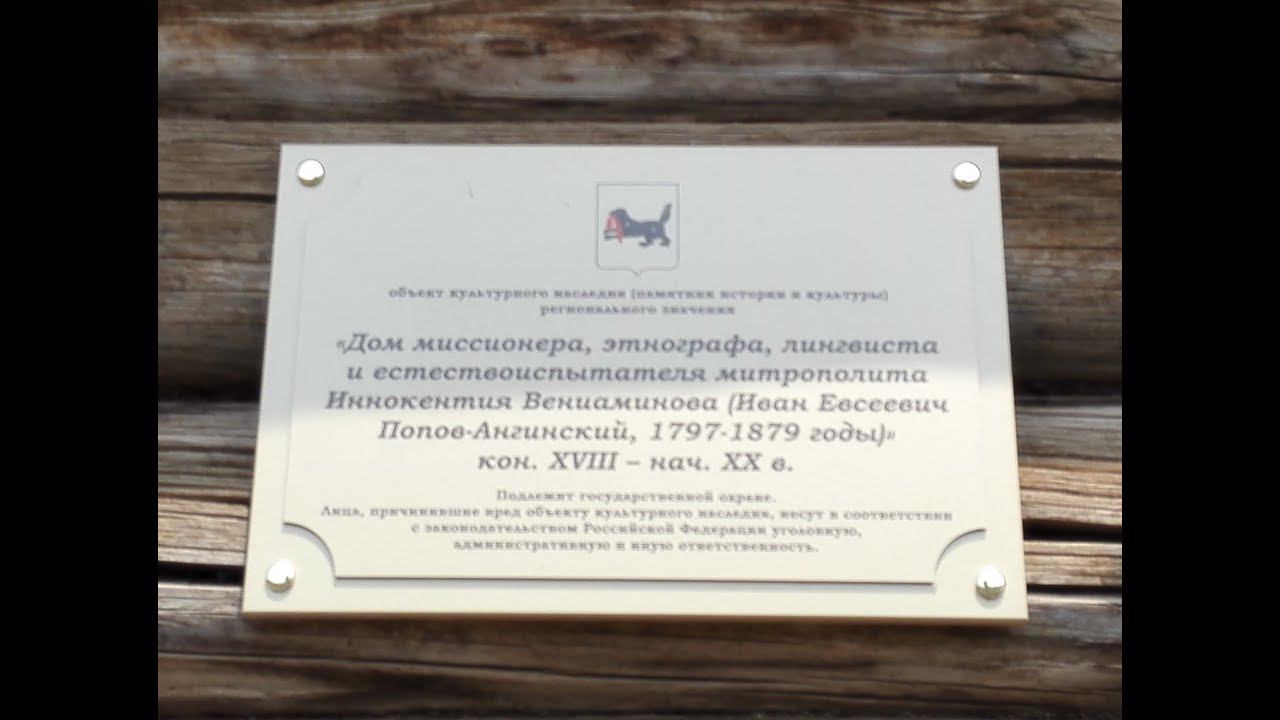 объект культурного наследия (памятник истории и культуры)
регионального значения
«Дом миссионера, этнографа, лингвиста
и естествоиспытателя митрополита
Иннокентия Вениаминова (Иван Евсеевич
Попов-Ангинский, 1797-1879 годы)»
кон. XVIII – нач. XX в.
Подлежит государственной охране.
Лица, причинившие вред объекту культурного наследия, несут в соответствии
с законодательством Российской Федерации уголовную,
административную и иную ответственность.